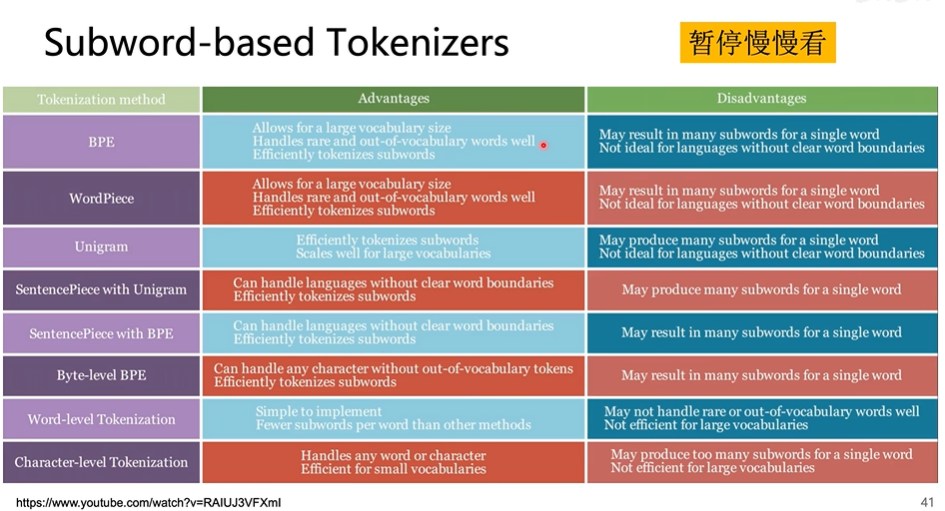 Subword-based Tokenizers
暂停慢慢看
Tokenization method
Advantages
Disadvantages
BPE
Allows for a large vocabulary size
Handles rare and out-of-vocabulary words well
Efficiently tokenizes subwords
May result in many subwords for a single word
Not ideal for languages without clear word boundaries
WordPiece
Allows for a large vocabulary size
Handles rare and out-of-vocabulary words well
Efficiently tokenizes subwords
May result in many subwords for a single word
Not ideal for languages without clear word boundaries
Unigram
Efficiently tokenizes subwords
Scales well for large vocabularies
May produce many subwords for a single word
Not ideal for languages without clear word boundaries
SentencePiece with Unigram
Can handle languages without clear word boundaries
Efficiently tokenizes subwords
May produce many subwords for a single word
SentencePiece with BPE
Can handle languages without clear word boundaries
Efficiently tokenizes subwords
May result in many subwords for a single word
Byte-level BPE
Can handle any character without out-of-vocabulary tokens
Efficiently tokenizes subwords
May result in many subwords for a single word
Word-level Tokenization
Simple to implement
Fewer subwords per word than other methods
May not handle rare or out-of-vocabulary words well
Not efficient for large vocabularies
Character-level Tokenization
Handles any word or character
Efficient for small vocabularies
May produce too many subwords for a single word
Not efficient for large vocabularies
https://www.youtube.com/watch?v=RAIUJ3VFXmI
41